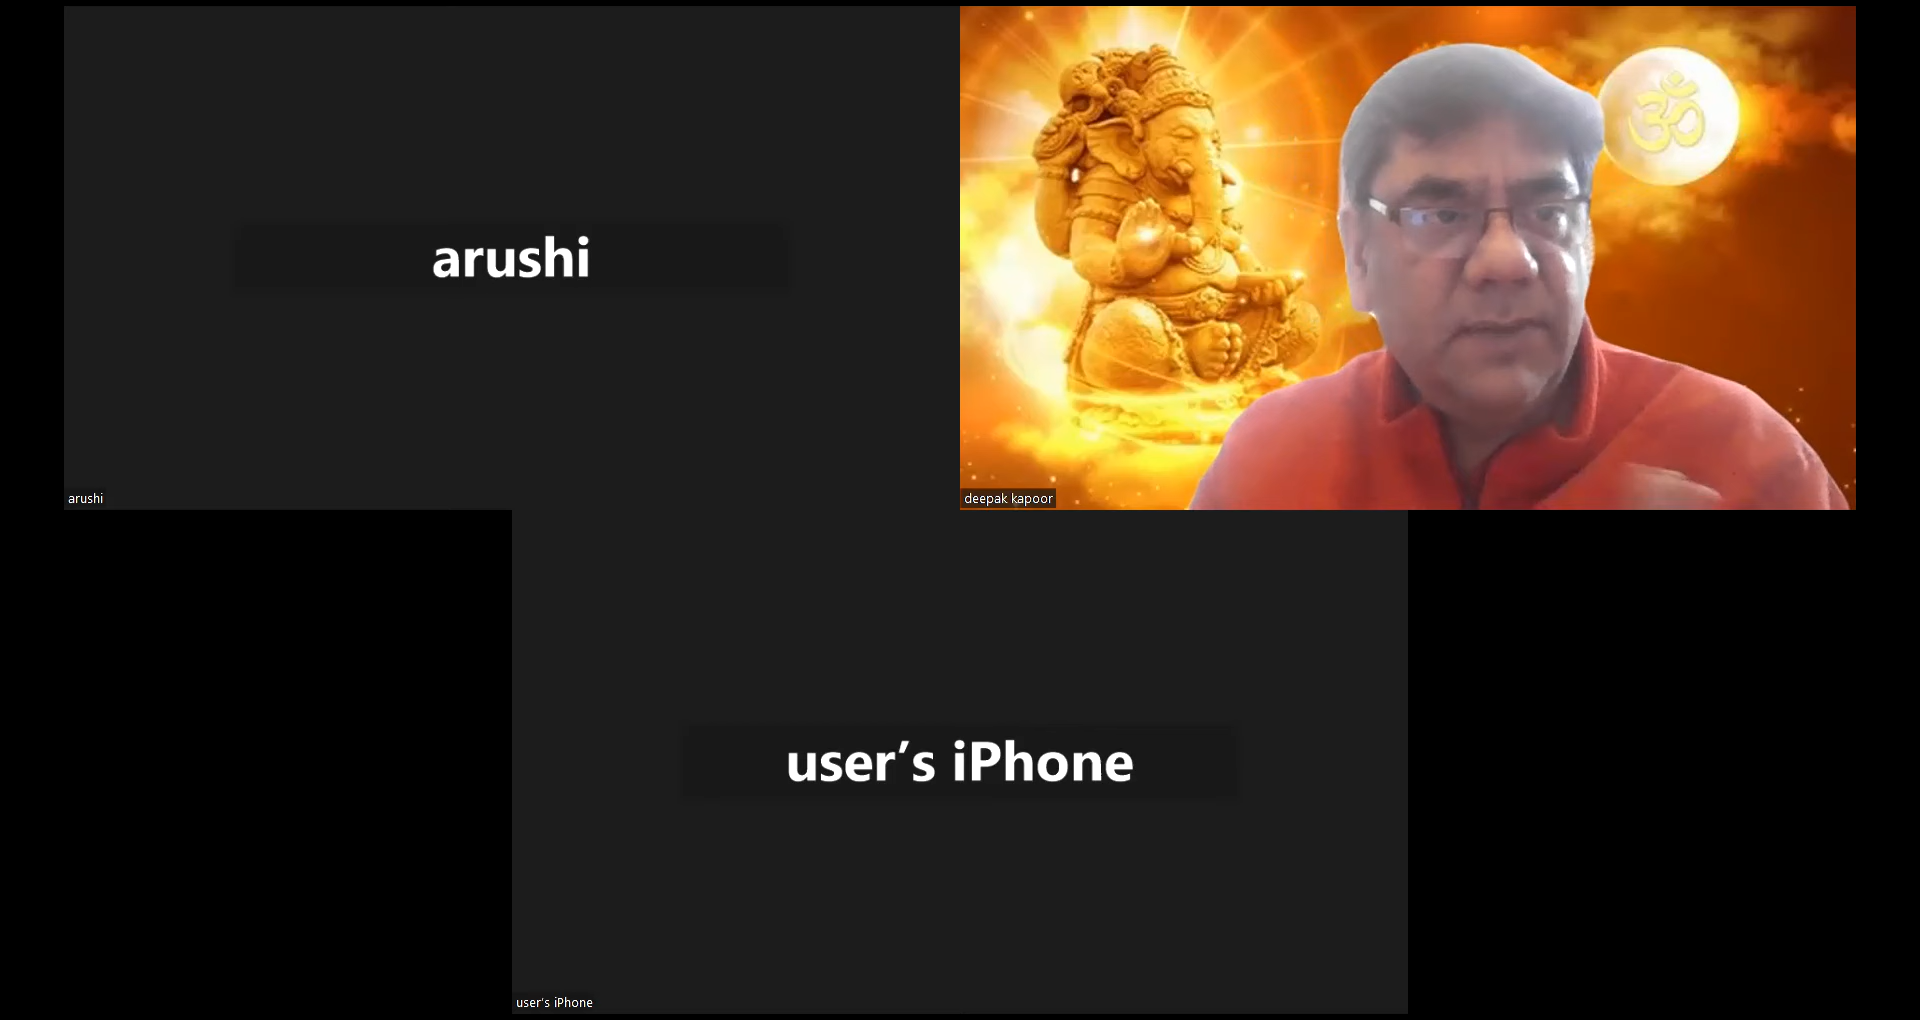 arushi
arushi
ॐ
deepak kapoor
user’s iPhone
user's iPhone